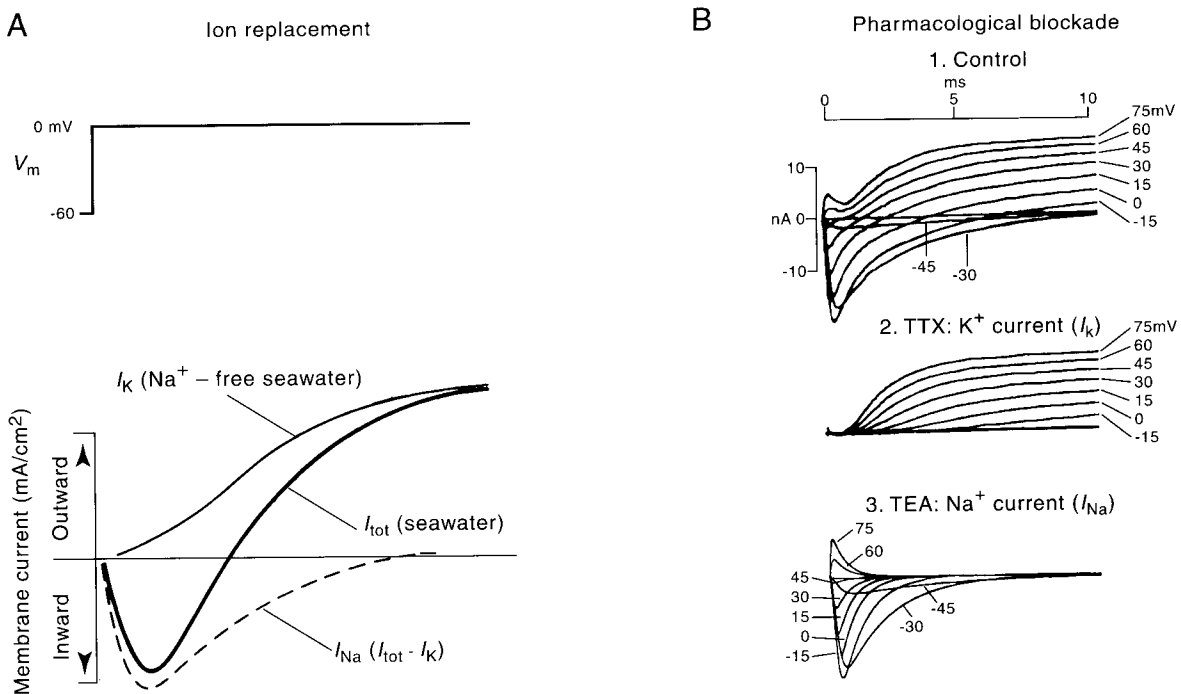 A
Ion replacement
0 mV
Vm
-60
Membrane current (mA/cm2)
Outward
Inward
IK (Na+ – free seawater)
Itot (seawater)
INa (Itot - IK)
B
Pharmacological blockade
1. Control
ms
0 5 10
10
nA 0
-10
75mV
60
45
30
15
0
-15
-45
-30
2. TTX: K+ current (Ik)
75mV
60
45
30
15
0
-15
3. TEA: Na+ current (INa)
75
60
45
30
15
0
-15
-45
-30